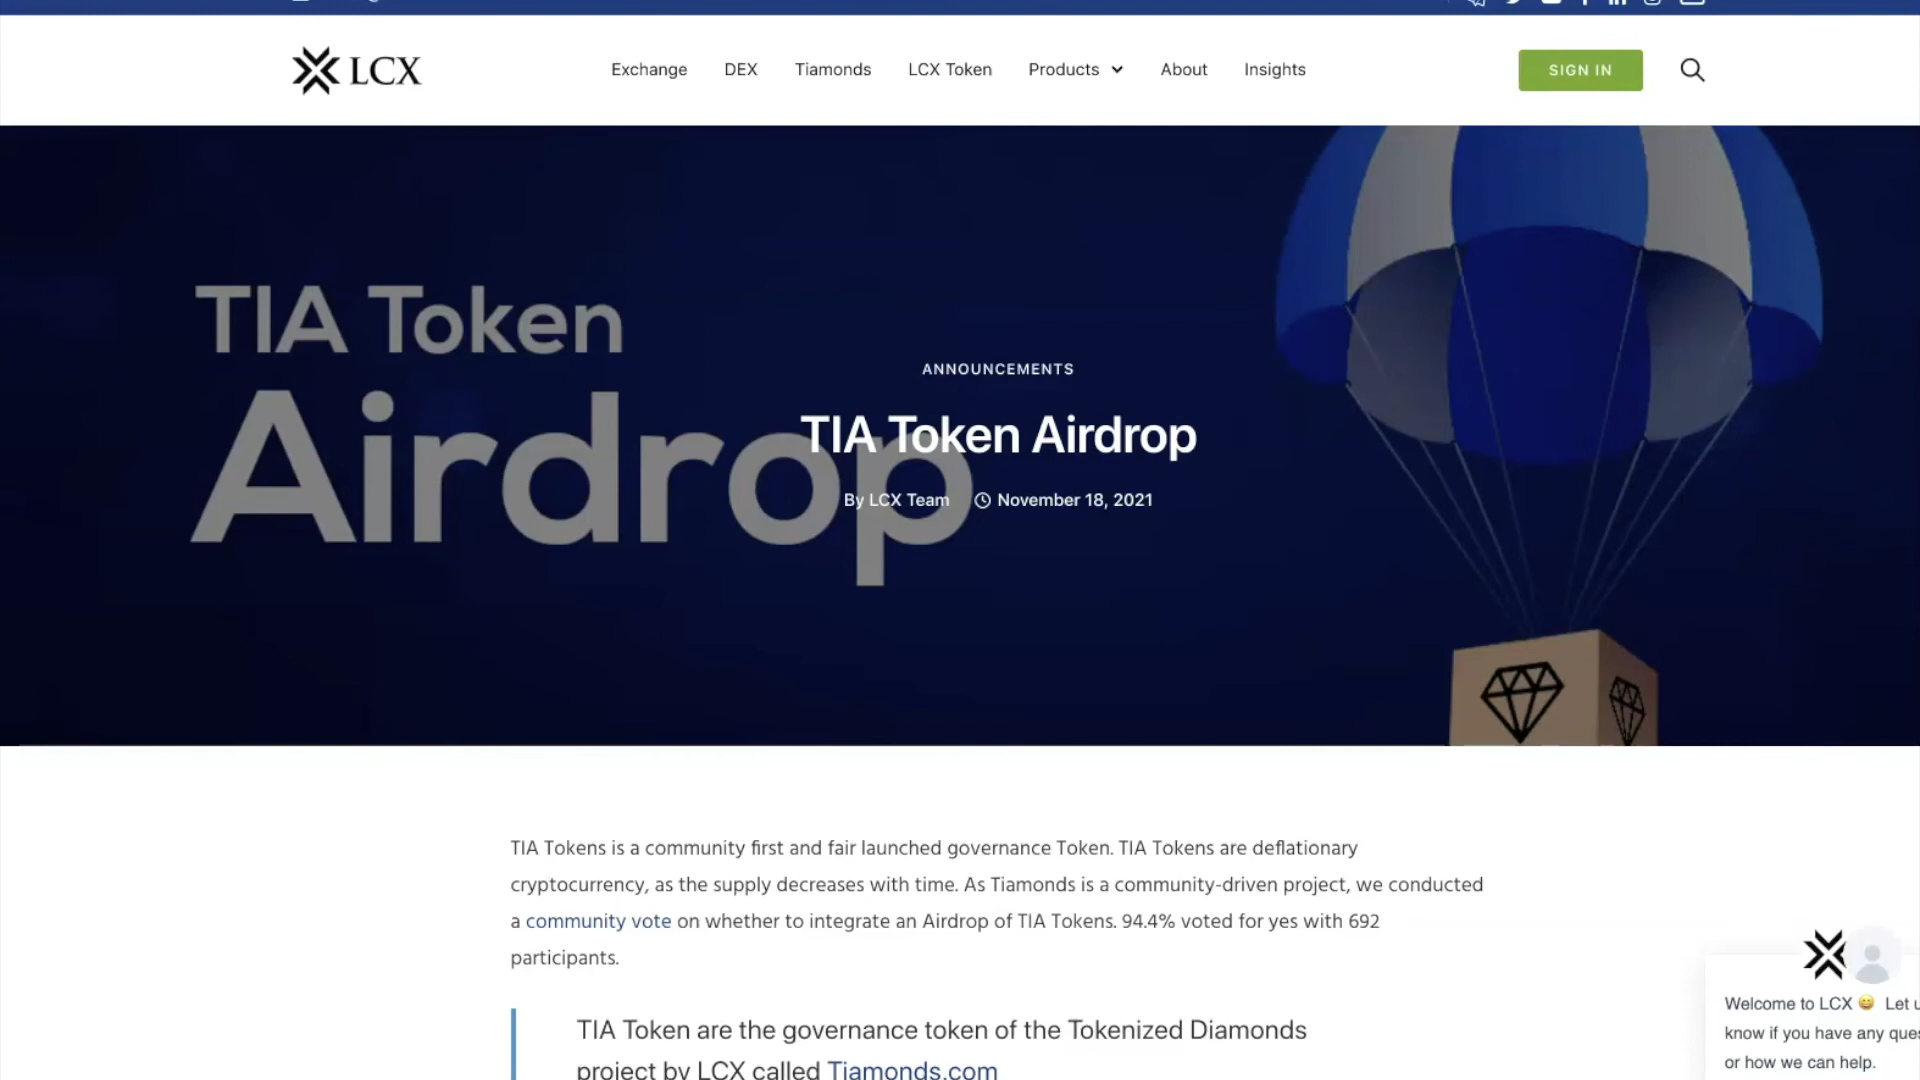 LCX
Exchange
DEX
Tiamonds
LCX Token
Products
About
Insights
SIGN IN
TIA Token
Airdrop
ANNOUNCEMENTS
TIA Token Airdrop
By LCX Team
November 18, 2021
TIA Tokens is a community first and fair launched governance Token. TIA Tokens are deflationary
cryptocurrency, as the supply decreases with time. As Tiamonds is a community-driven project, we conducted
a community vote on whether to integrate an Airdrop of TIA Tokens. 94.4% voted for yes with 692
participants.
TIA Token are the governance token of the Tokenized Diamonds
project by LCX called Tiamonds.com
Welcome to LCX 😄 Let
know if you have any
or how we can help.